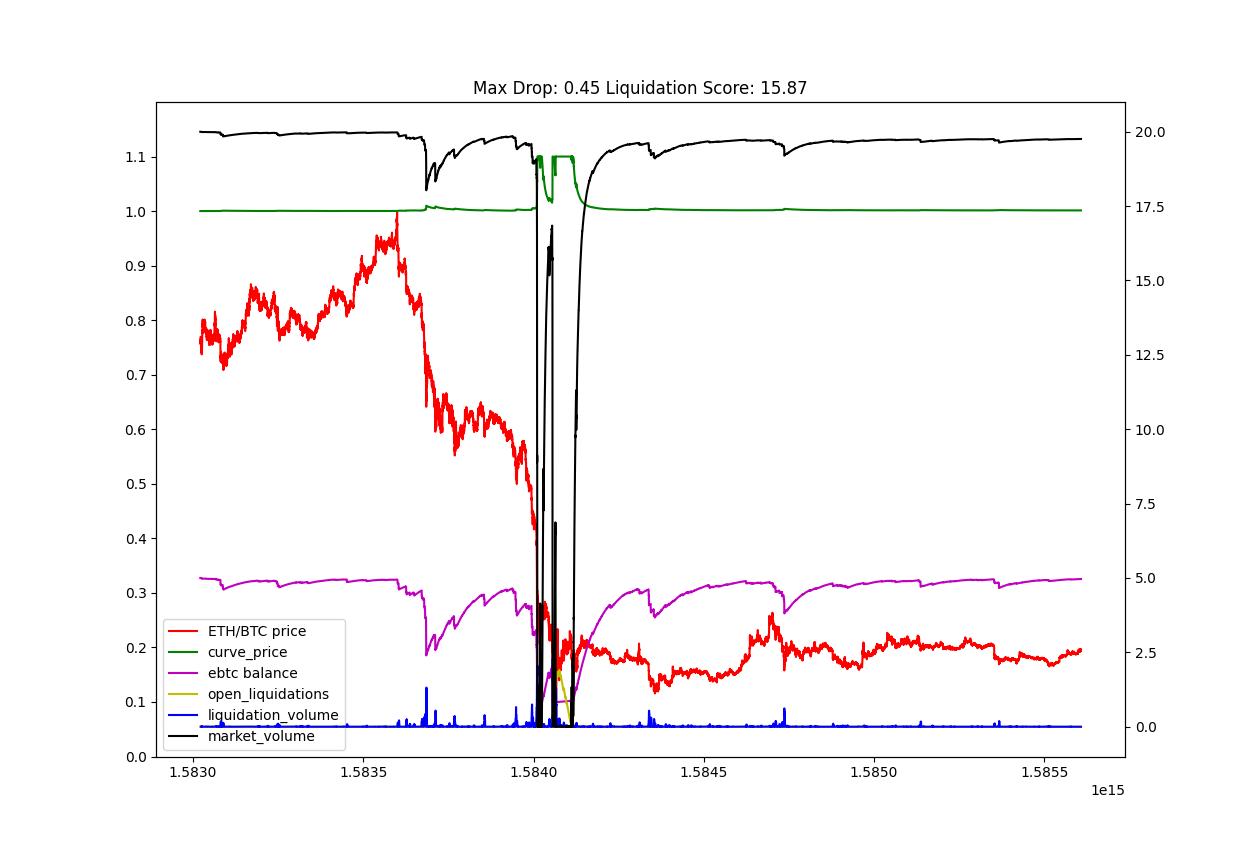 Max Drop: 0.45 Liquidation Score: 15.87
1.1
1.0
0.9
0.8
0.7
0.6
0.5
0.4
0.3
0.2
0.1
0.0
20.0
17.5
15.0
12.5
10.0
7.5
5.0
2.5
0.0
ETH/BTC price
curve_price
ebtc balance
open_liquidations
liquidation_volume
market_volume
1.5830 1.5835 1.5840 1.5845 1.5850 1.5855
1e15